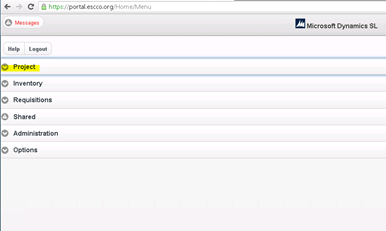 https://portal.escco.org/Home/Menu
Messages
Microsoft Dynamics SL
Help Logout
Project
Inventory
Requisitions
Shared
Administration
Options